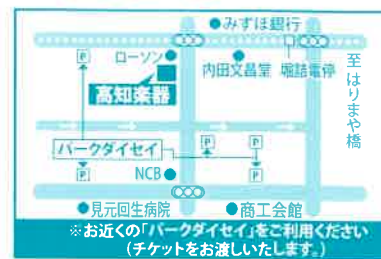 ●みずほ銀行
P
ローソン●
高知楽器
内田文昌堂
堀詰電停
至 はりまや橋
パークダイセイ
P
P
P
P
NCB●
●見元回生病院
●商工会館
※お近くの「パークダイセイ」をご利用ください
(チケットをお渡しいたします。)